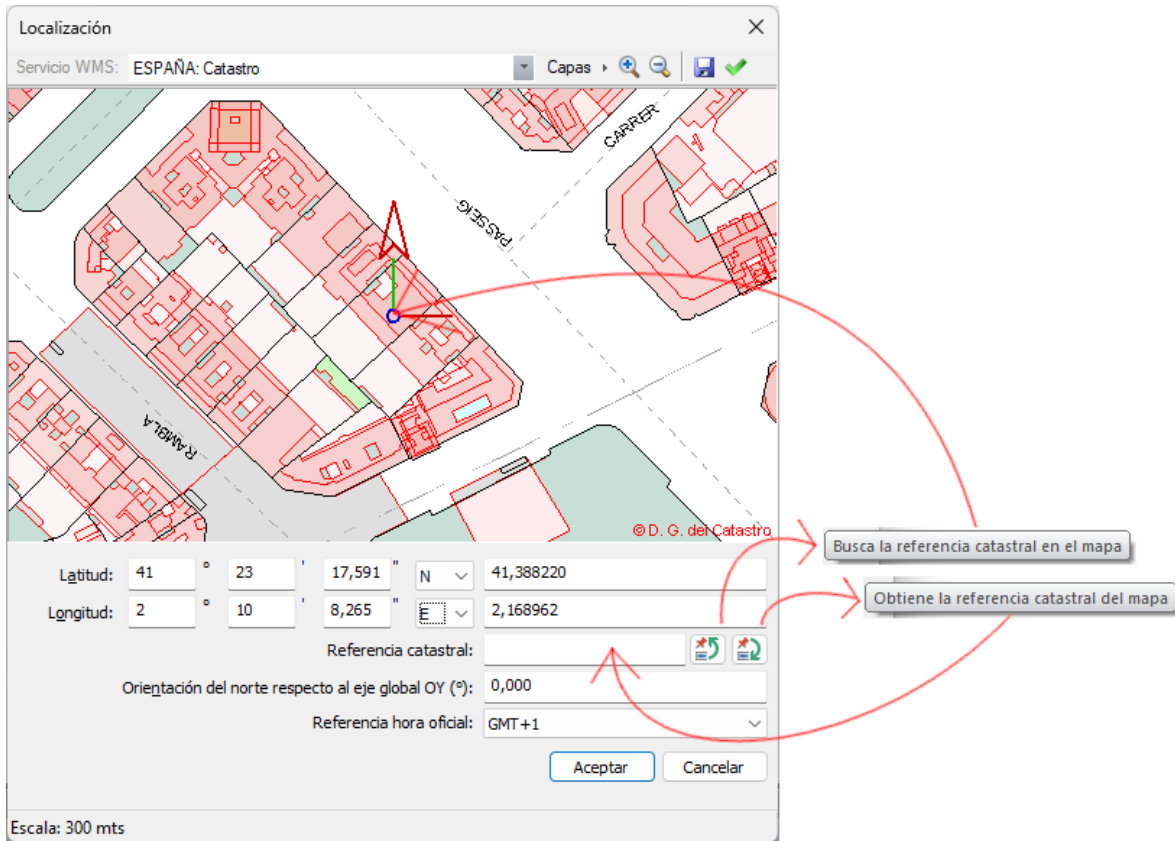 Localización
Servicio WMS: ESPAÑA: Catastro Capas
CARRER
PASSEIG
RAMBLA
© D. G. del Catastro
Busca la referencia catastral en el mapa
Latitud: 41 ° 23 ' 17,591 " N 41,388220
Obtiene la referencia catastral del mapa
Longitud: 2 ° 10 ' 8,265 " E 2,168962
Referencia catastral:
Orientación del norte respecto al eje global OY (°): 0,000
Referencia hora oficial: GMT+1
Aceptar Cancelar
Escala: 300 mts